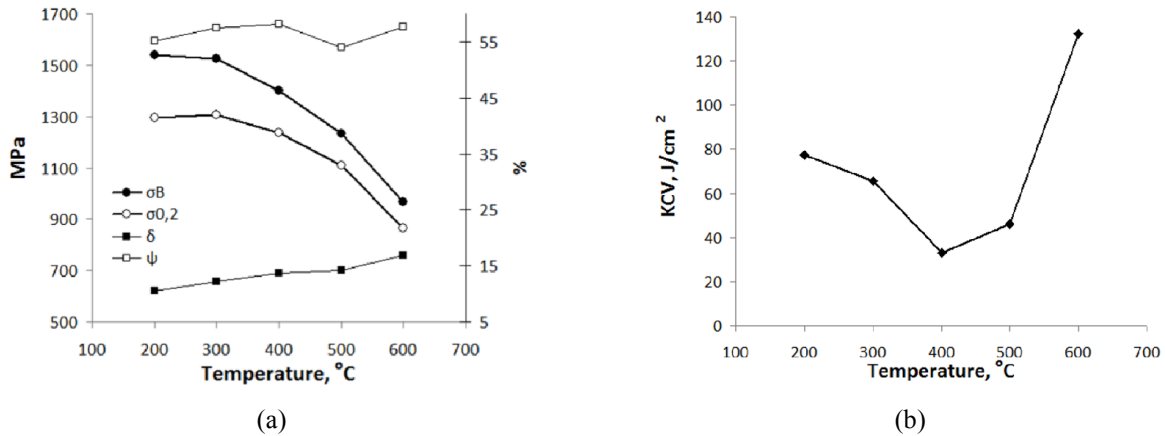 1700
1500
1300
1100
900
700
500
MPa
σB
σ0,2
δ
ψ
55
45
35
25
15
5
%
100 200 300 400 500 600 700
Temperature, °C
(a)
140
120
100
80
60
40
20
0
KCV, J/cm ²
100 200 300 400 500 600 700
Temperature, °C
(b)